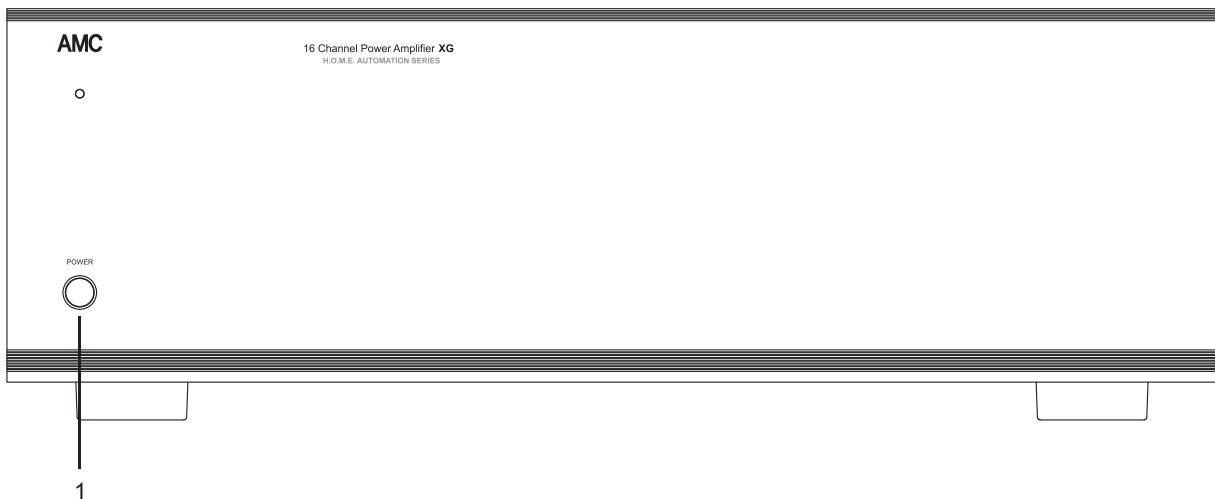 AMC
16 Channel Power Amplifier XG
H.O.M.E. AUTOMATION SERIES
POWER
1